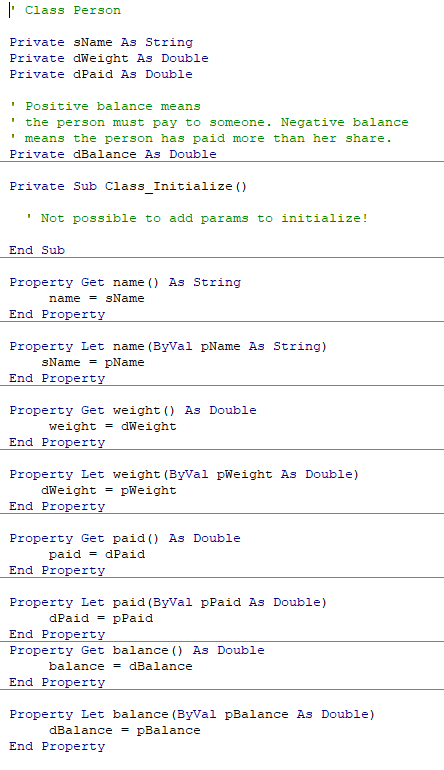 ' Class Person
Private sName As String
Private dWeight As Double
Private dPaid As Double
' Positive balance means
' the person must pay to someone. Negative balance
' means the person has paid more than her share.
Private dBalance As Double
Private Sub Class_Initialize()
' Not possible to add params to initialize!
End Sub
Property Get name() As String
name = sName
End Property
Property Let name(ByVal pName As String)
sName = pName
End Property
Property Get weight() As Double
weight = dWeight
End Property
Property Let weight(ByVal pWeight As Double)
dWeight = pWeight
End Property
Property Get paid() As Double
paid = dPaid
End Property
Property Let paid(ByVal pPaid As Double)
dPaid = pPaid
End Property
Property Get balance() As Double
balance = dBalance
End Property
Property Let balance(ByVal pBalance As Double)
dBalance = pBalance
End Property